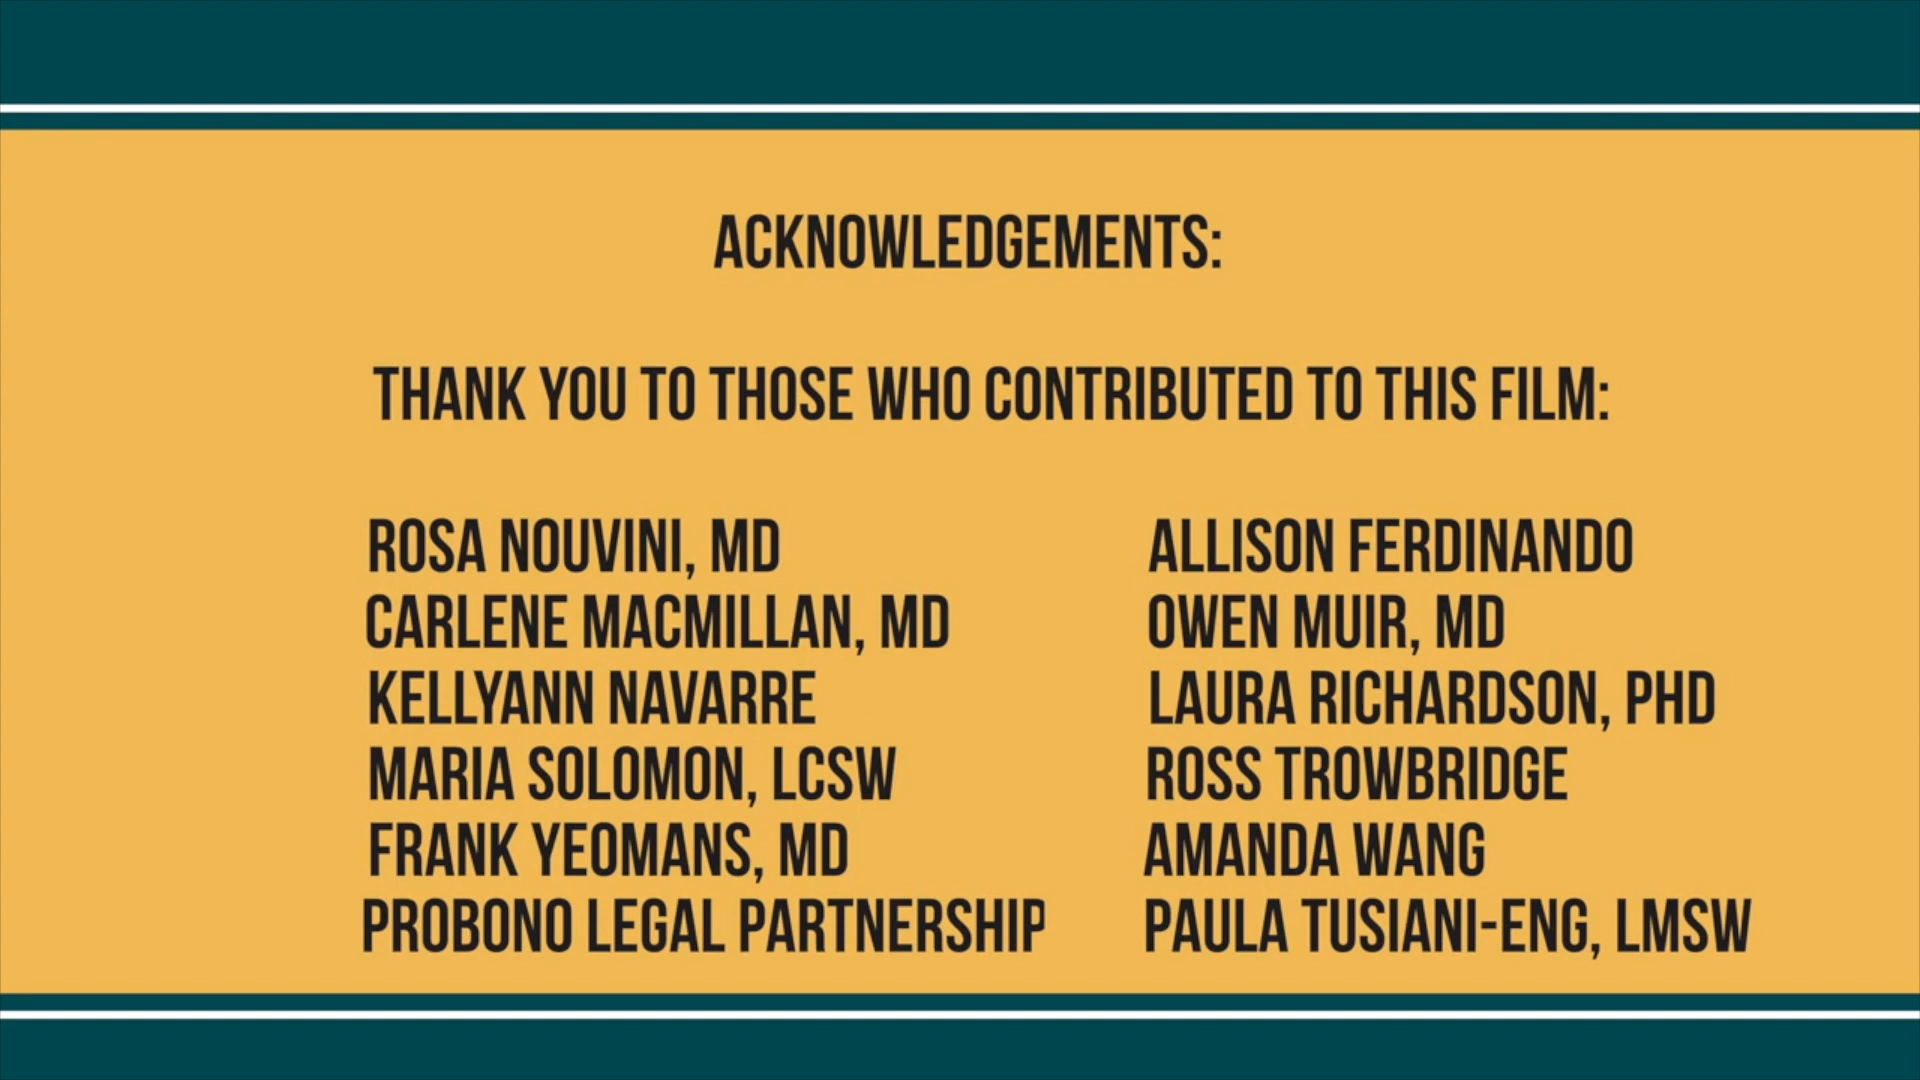 ACKNOWLEDGEMENTS:
THANK YOU TO THOSE WHO CONTRIBUTED TO THIS FILM:
ROSA NOUVINI, MD
CARLENE MACMILLAN, MD
KELLYANN NAVARRE
MARIA SOLOMON, LCSW
FRANK YEOMANS, MD
PROBONO LEGAL PARTNERSHIP
ALLISON FERDINANDO
OWEN MUIR, MD
LAURA RICHARDSON, PHD
ROSS TROWBRIDGE
AMANDA WANG
PAULA TUSIANI-ENG, LMSW